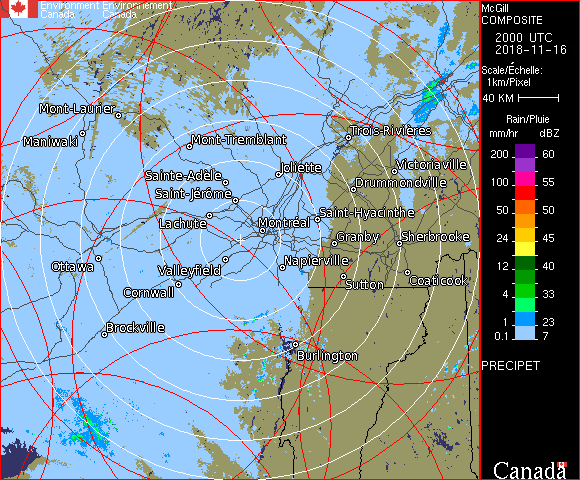 Environment Environnement
Canada Canada
McGill
COMPOSITE
2000 UTC
2018-11-16
Scale/Échelle:
1km/Pixel
40 KM
Rain/Pluie
mm/hr dBZ
200 60
100 55
50 50
24 45
12 40
4 33
1 23
0.1 7
PRECIPET
Canada
Mont-Laurier
Maniwaki
Mont-Tremblant
Trois-Rivières
Sainte-Adèle
Joliette
Victoriaville
Saint-Jérôme
Drummondville
Lachute
Montréal
Saint-Hyacinthe
Granby
Sherbrooke
Ottawa
Valleyfield
Napierville
Cornwall
Sutton
Coaticook
Brockville
Burlington